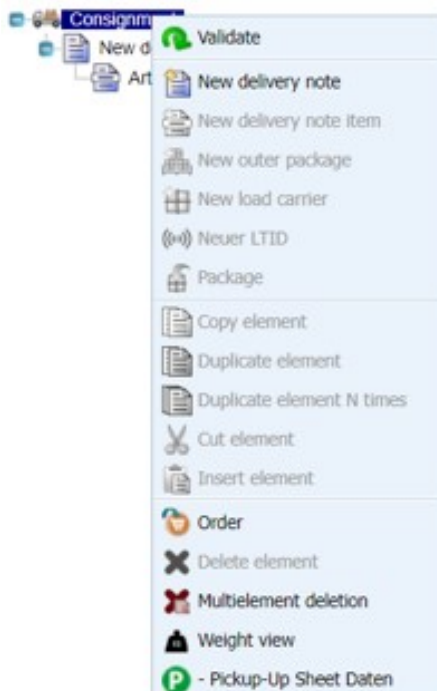 Consignment
New d
Art
Validate
New delivery note
New delivery note item
New outer package
New load carrier
Neuer LTID
Package
Copy element
Duplicate element
Duplicate element N times
Cut element
Insert element
Order
Delete element
Multielement deletion
Weight view
P - Pickup-Up Sheet Daten